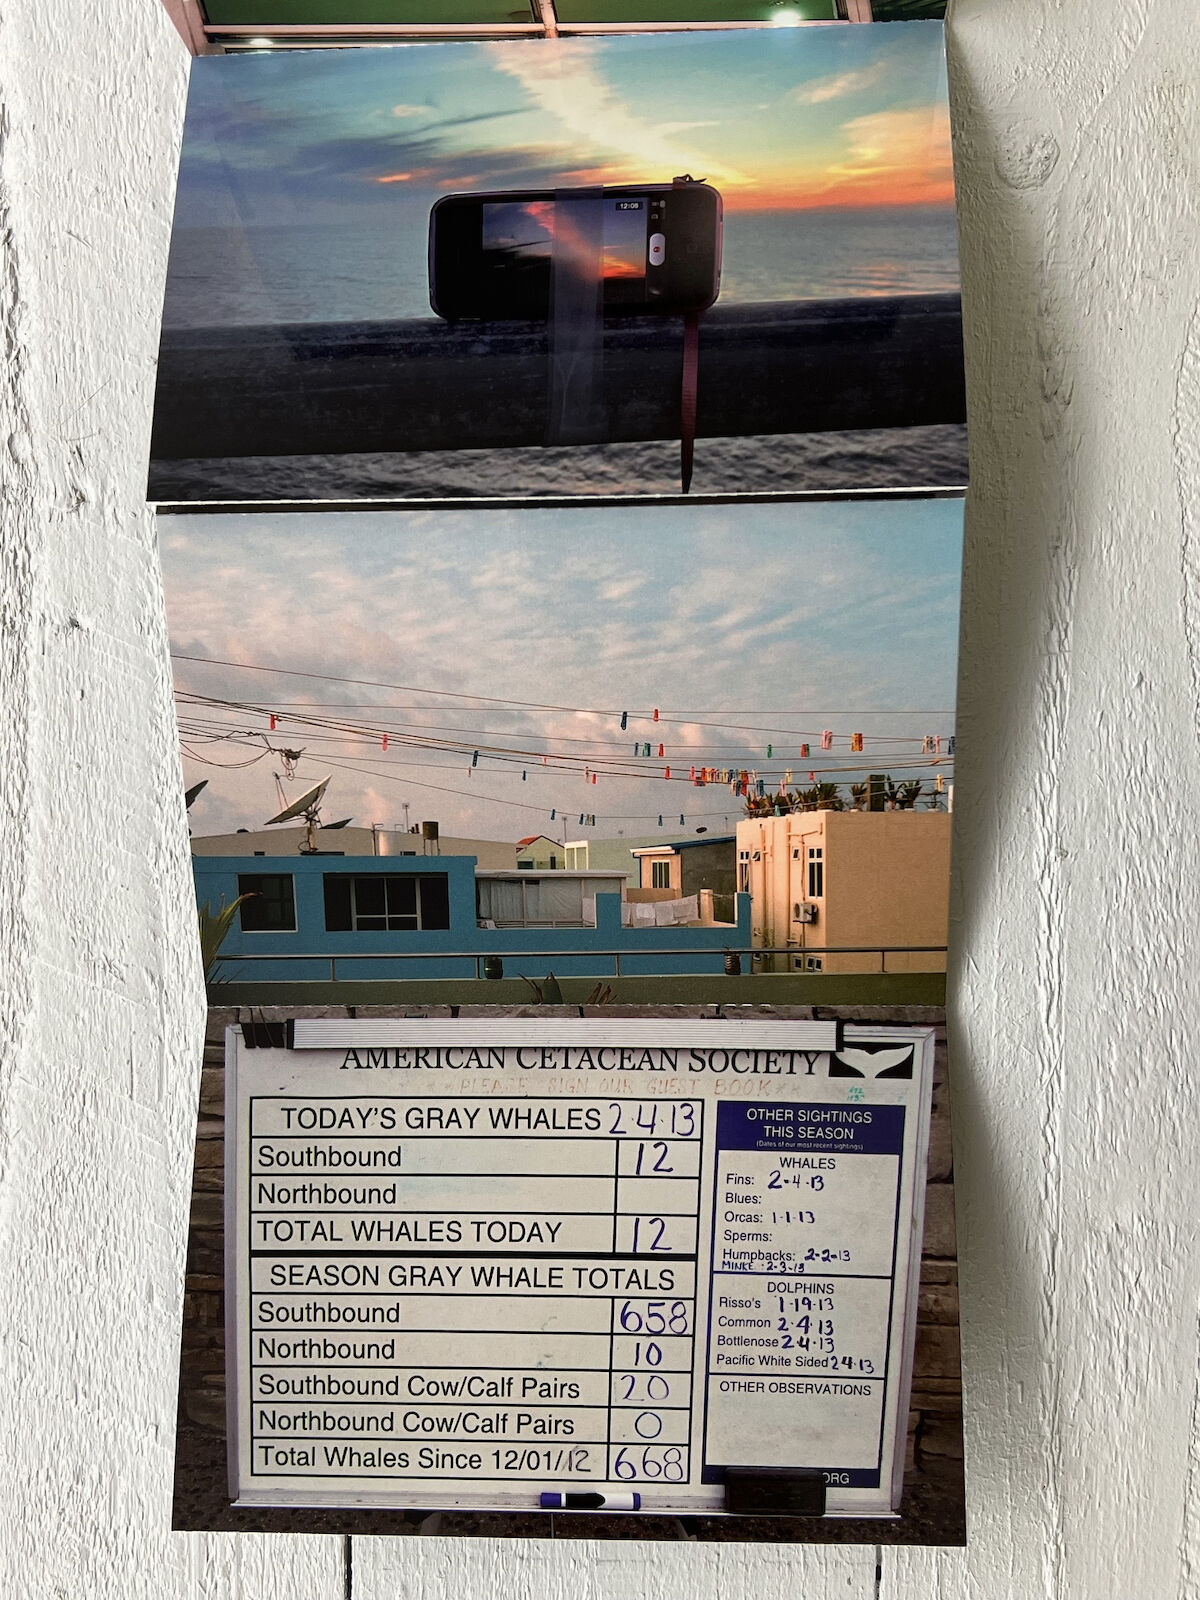 12:08
AMERICAN CETACEAN SOCIETY
**PLEASE SIGN OUR GUEST BOOK**
TODAY'S GRAY WHALES 2·4·13
Southbound 12
Northbound
TOTAL WHALES TODAY 12
SEASON GRAY WHALE TOTALS
Southbound 658
Northbound 10
Southbound Cow/Calf Pairs 20
Northbound Cow/Calf Pairs 0
Total Whales Since 12/01/12 668
OTHER SIGHTINGS
THIS SEASON
(Dates of our most recent sightings)
WHALES
Fins: 2-4-13
Blues:
Orcas: 1-1-13
Sperms:
Humpbacks: 2-2-13
MINKE 2-3-13
DOLPHINS
Risso's 1-19-13
Common 2·4·13
Bottlenose 2·4·13
Pacific White Sided 2·4·13
OTHER OBSERVATIONS
ORG